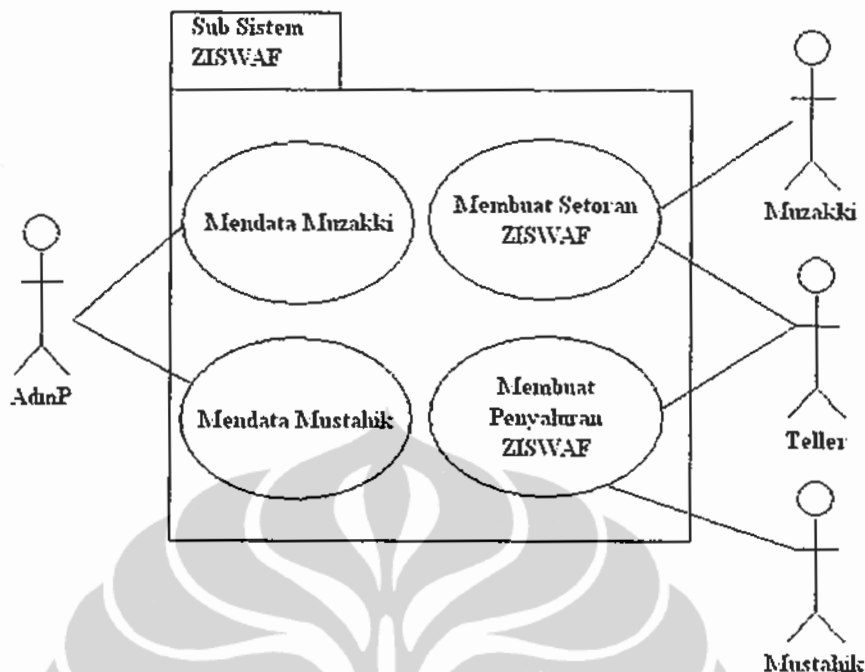 Sub Sistem
ZISWAF
Mendata Muzakki
Membuat Setoran
ZISWAF
Muzakki
AdmP
Mendata Mustahik
Membuat
Penyaluran
ZISWAF
Teller
Mustahik